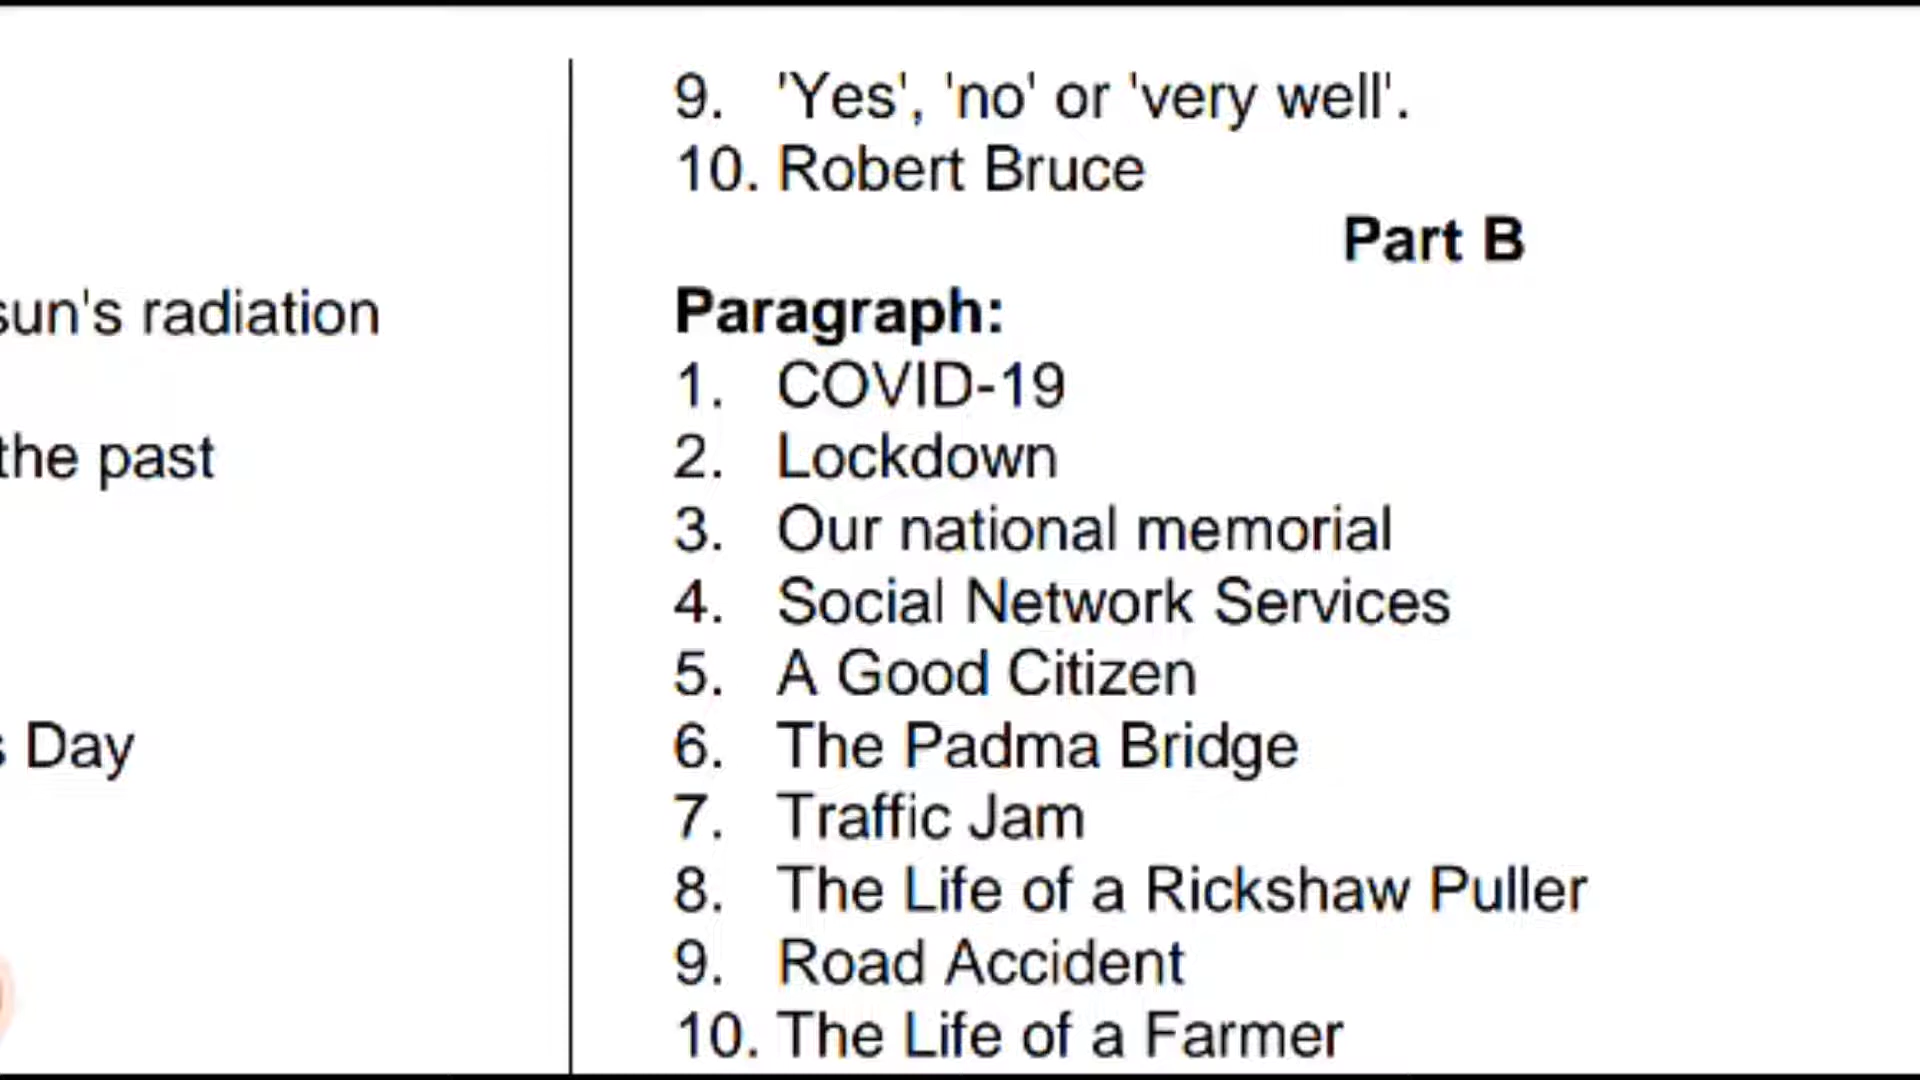 sun's radiation
the past
Day
9. 'Yes', 'no' or 'very well'.
10. Robert Bruce
Part B
Paragraph:
1. COVID-19
2. Lockdown
3. Our national memorial
4. Social Network Services
5. A Good Citizen
6. The Padma Bridge
7. Traffic Jam
8. The Life of a Rickshaw Puller
9. Road Accident
10. The Life of a Farmer